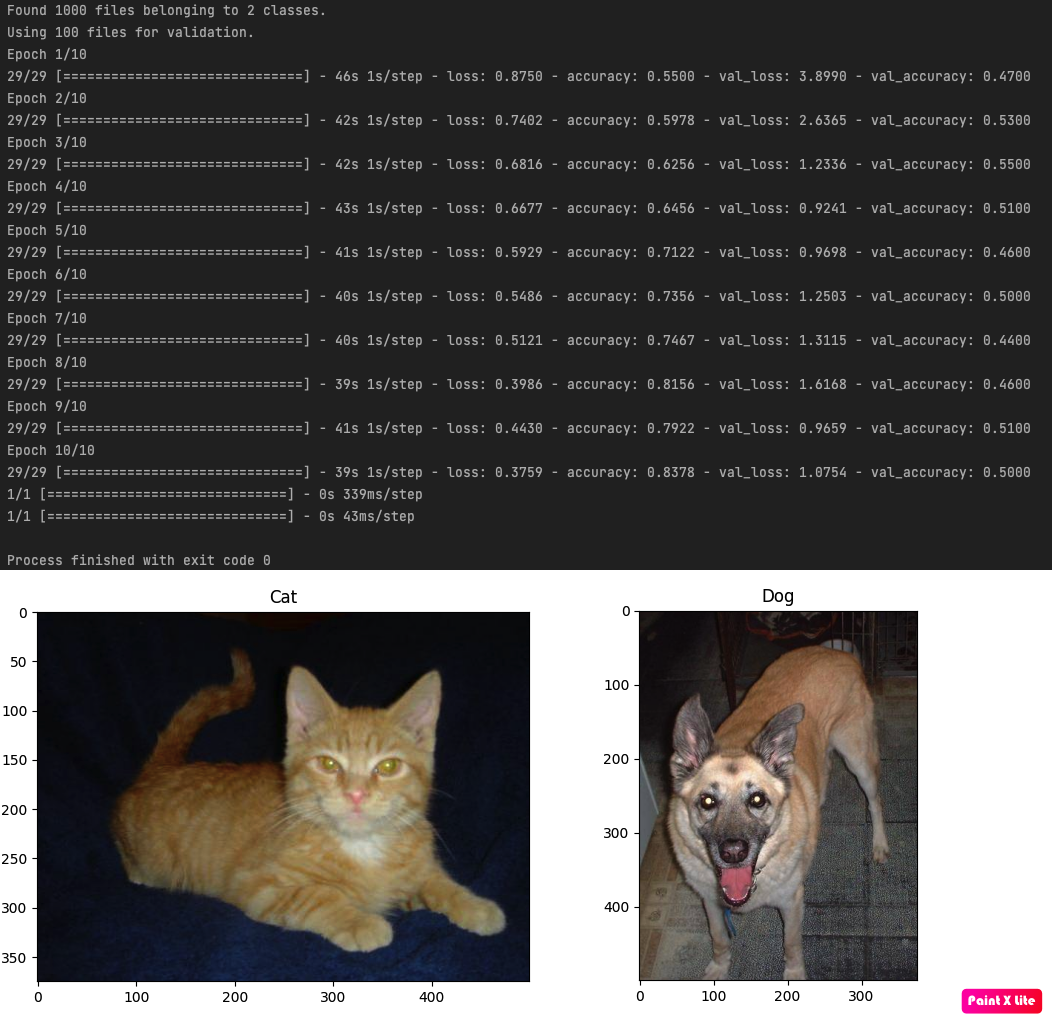 Found 1000 files belonging to 2 classes.
Using 100 files for validation.
Epoch 1/10
29/29 [==============================] - 46s 1s/step - loss: 0.8750 - accuracy: 0.5500 - val_loss: 3.8990 - val_accuracy: 0.4700
Epoch 2/10
29/29 [==============================] - 42s 1s/step - loss: 0.7402 - accuracy: 0.5978 - val_loss: 2.6365 - val_accuracy: 0.5300
Epoch 3/10
29/29 [==============================] - 42s 1s/step - loss: 0.6816 - accuracy: 0.6256 - val_loss: 1.2336 - val_accuracy: 0.5500
Epoch 4/10
29/29 [==============================] - 43s 1s/step - loss: 0.6677 - accuracy: 0.6456 - val_loss: 0.9241 - val_accuracy: 0.5100
Epoch 5/10
29/29 [==============================] - 41s 1s/step - loss: 0.5929 - accuracy: 0.7122 - val_loss: 0.9698 - val_accuracy: 0.4600
Epoch 6/10
29/29 [==============================] - 40s 1s/step - loss: 0.5486 - accuracy: 0.7356 - val_loss: 1.2503 - val_accuracy: 0.5000
Epoch 7/10
29/29 [==============================] - 40s 1s/step - loss: 0.5121 - accuracy: 0.7467 - val_loss: 1.3115 - val_accuracy: 0.4400
Epoch 8/10
29/29 [==============================] - 39s 1s/step - loss: 0.3986 - accuracy: 0.8156 - val_loss: 1.6168 - val_accuracy: 0.4600
Epoch 9/10
29/29 [==============================] - 41s 1s/step - loss: 0.4430 - accuracy: 0.7922 - val_loss: 0.9659 - val_accuracy: 0.5100
Epoch 10/10
29/29 [==============================] - 39s 1s/step - loss: 0.3759 - accuracy: 0.8378 - val_loss: 1.0754 - val_accuracy: 0.5000
1/1 [==============================] - 0s 339ms/step
1/1 [==============================] - 0s 43ms/step
Process finished with exit code 0
Cat
0
50
100
150
200
250
300
350
0 100 200 300 400
Dog
0
100
200
300
400
0 100 200 300
Paint X Lite